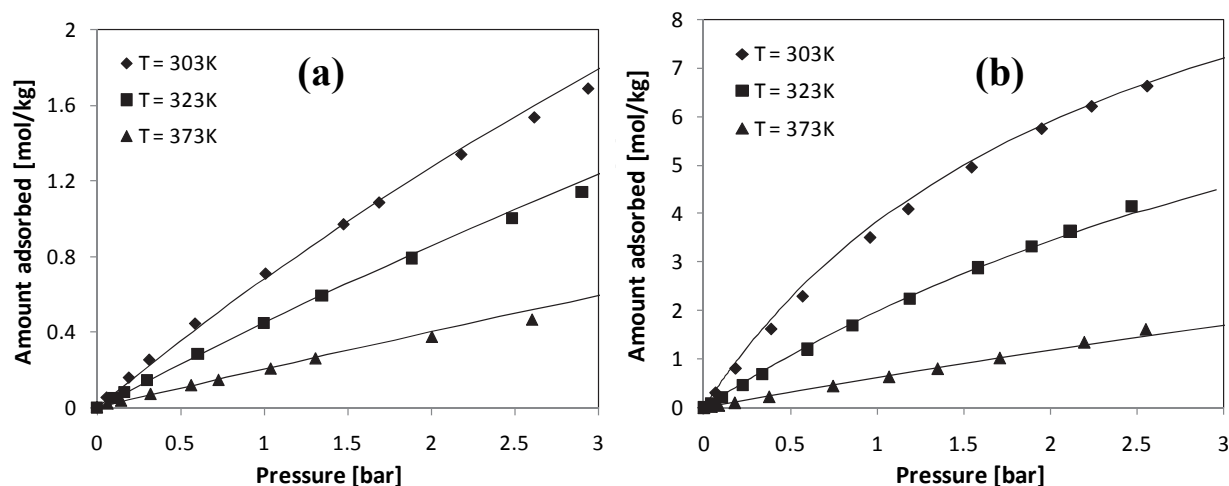 Amount adsorbed [mol/kg]
2
1.6
1.2
0.8
0.4
0
T = 303K
T = 323K
T = 373K
(a)
0 0.5 1 1.5 2 2.5 3
Pressure [bar]
Amount adsorbed [mol/kg]
8
7
6
5
4
3
2
1
0
T = 303K
T = 323K
T = 373K
(b)
0 0.5 1 1.5 2 2.5 3
Pressure [bar]